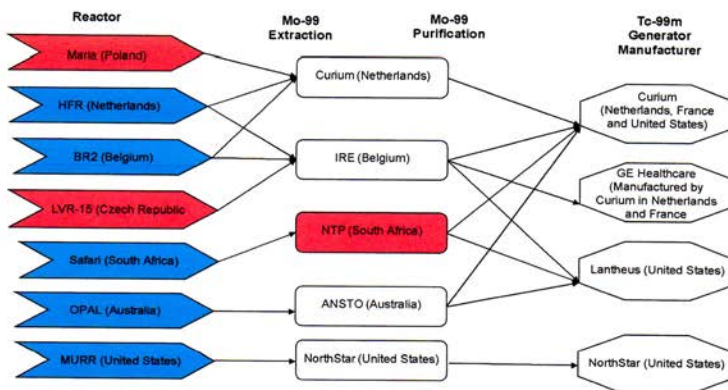 Reactor
Mo-99
Extraction
Mo-99
Purification
Tc-99m
Generator
Manufacturer
Maria (Poland)
HFR (Netherlands)
BR2 (Belgium)
LVR-15 (Czech Republic
Safari (South Africa)
OPAL (Australia)
MURR (United States)
Curium (Netherlands)
IRE (Belgium)
NTP (South Africa)
ANSTO (Australia)
NorthStar (United States)
Curium
(Netherlands, France
and United States)
GE Healthcare
(Manufactured by
Curium in Netherlands
and France
Lantheus (United States)
NorthStar (United States)